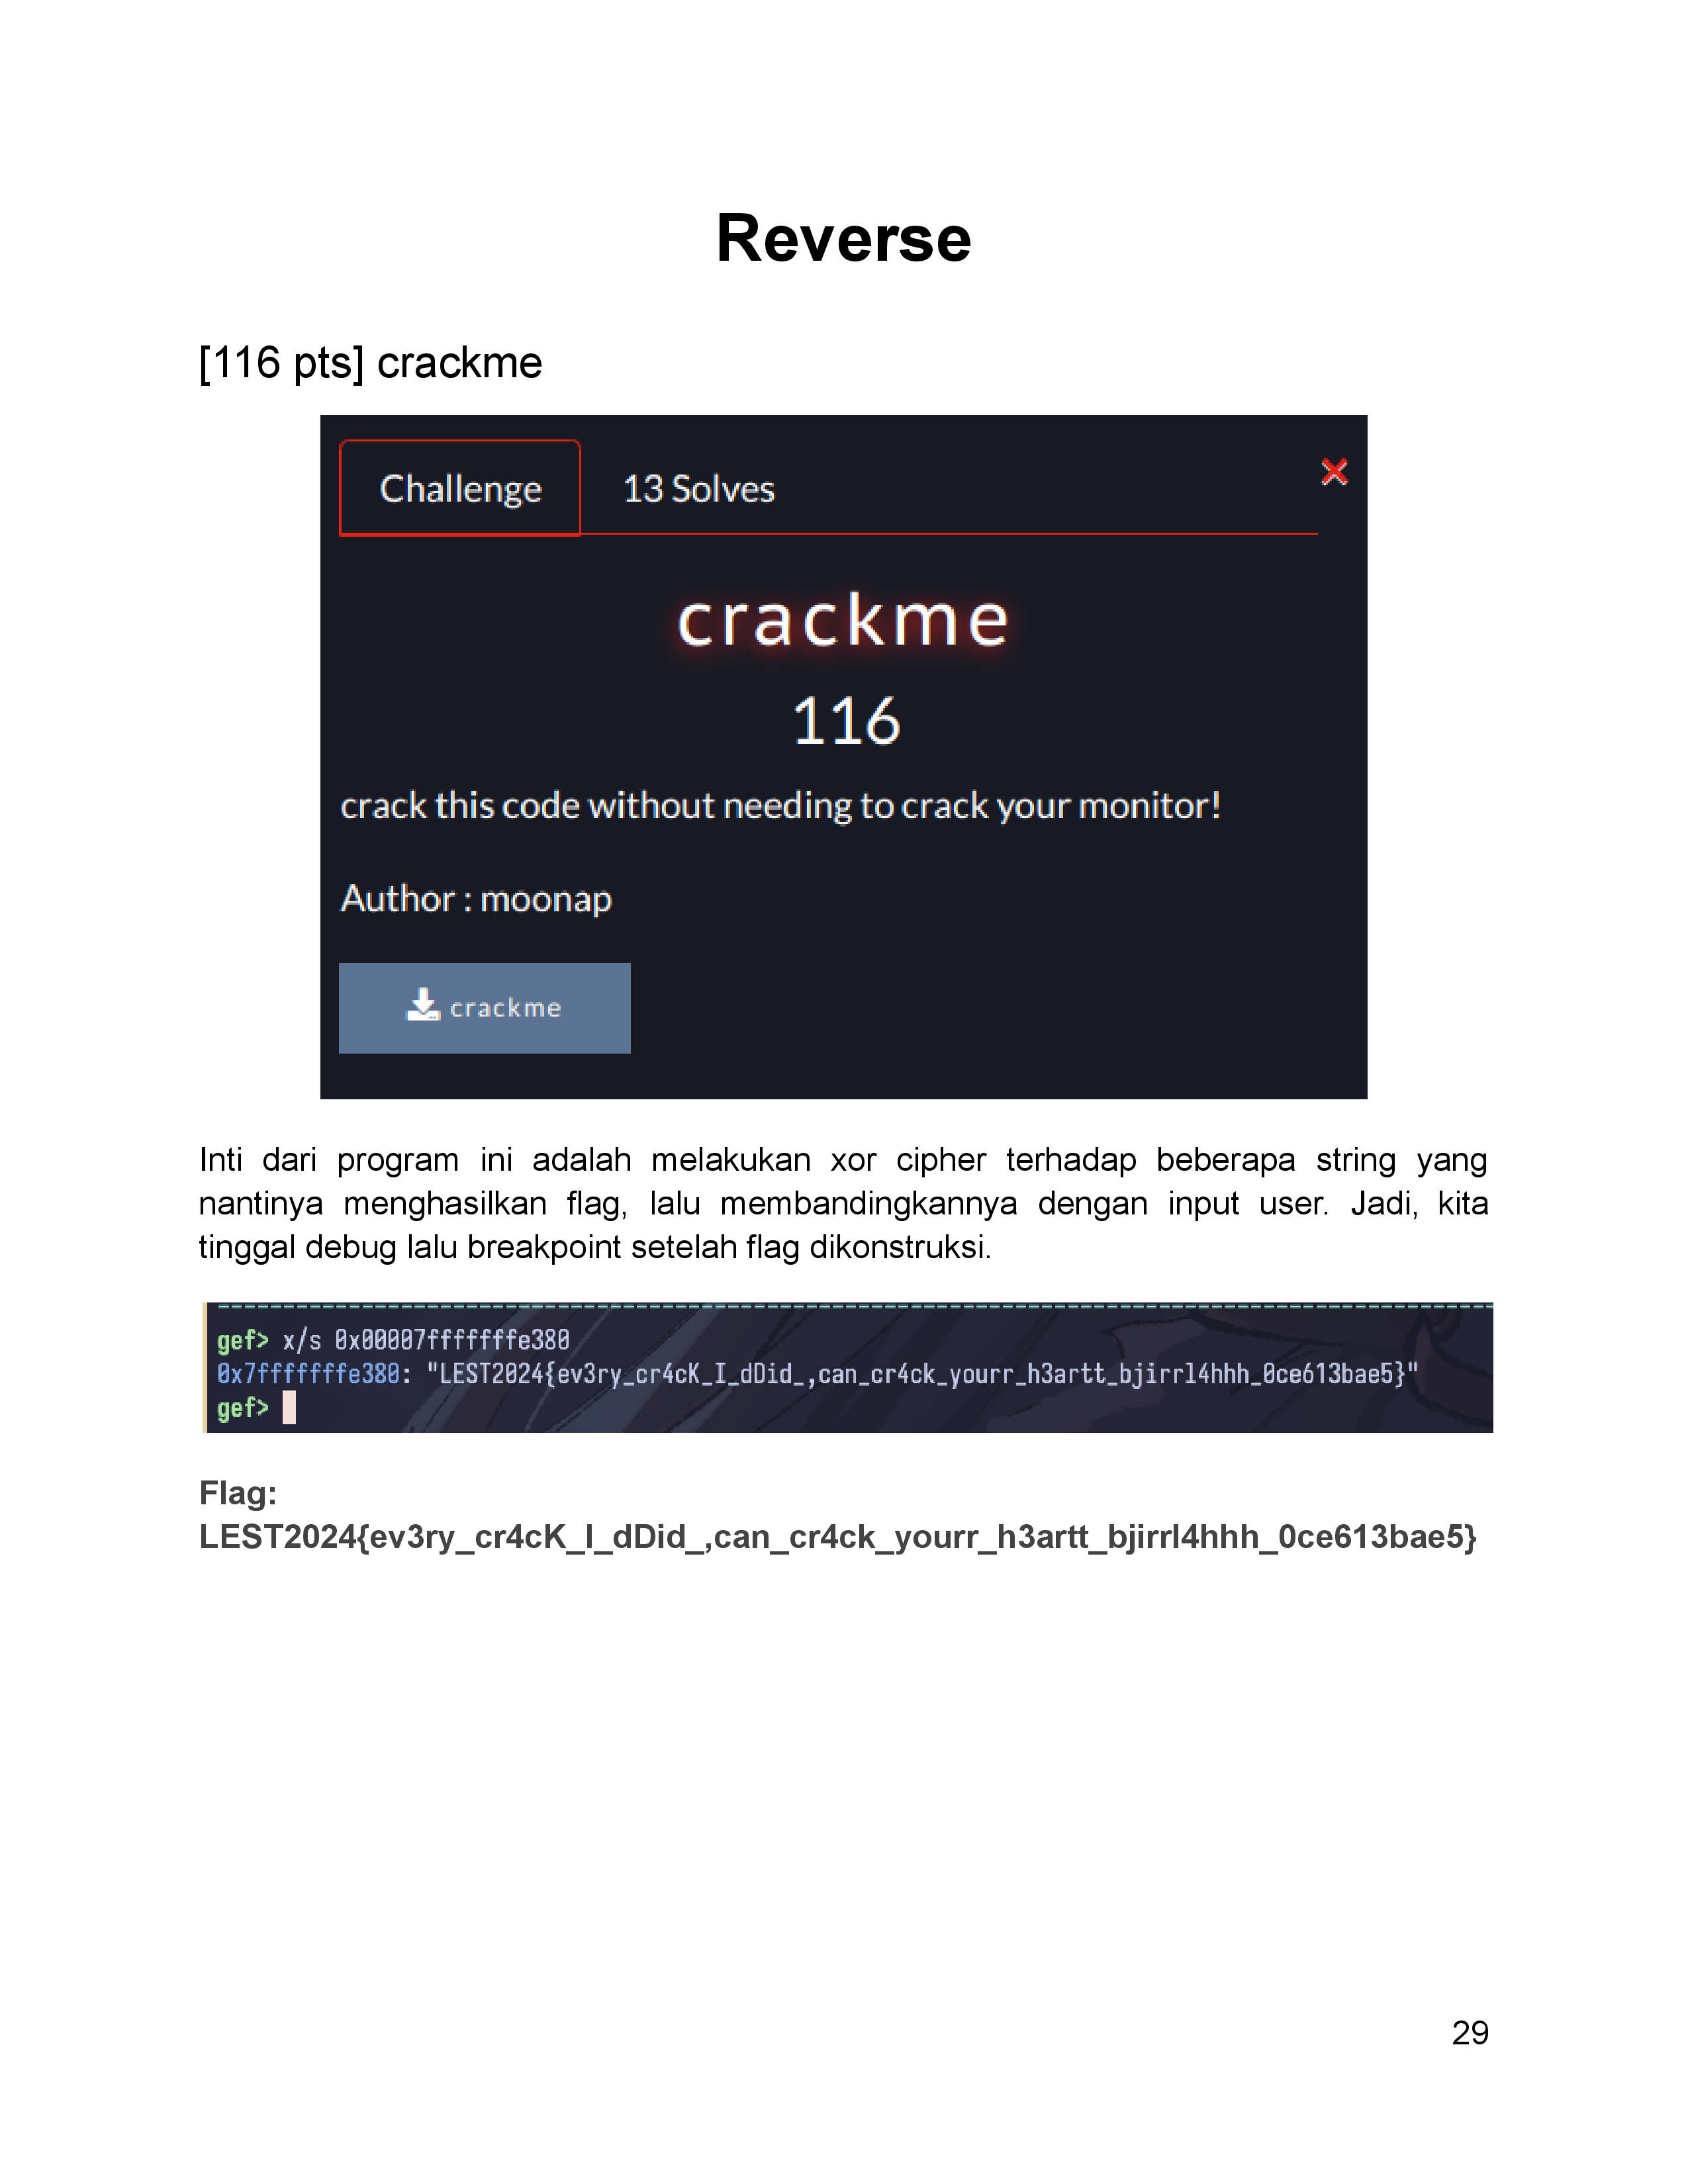 Reverse
[116 pts] crackme
Challenge
13 Solves
crackme
116
crack this code without needing to crack your monitor!
Author : moonap
crackme
Inti dari program ini adalah melakukan xor cipher terhadap beberapa string yang
nantinya menghasilkan flag, lalu membandingkannya dengan input user. Jadi, kita
tinggal debug lalu breakpoint setelah flag dikonstruksi.
gef> x/s 0x00007fffffffe380
0x7fffffffe380: "LEST2024{ev3ry_cr4cK_I_dDid_,can_cr4ck_yourr_h3artt_bjirrl4hhh_0ce613bae5}"
gef>
Flag:
LEST2024{ev3ry_cr4cK_I_dDid_,can_cr4ck_yourr_h3artt_bjirrl4hhh_0ce613bae5}
29